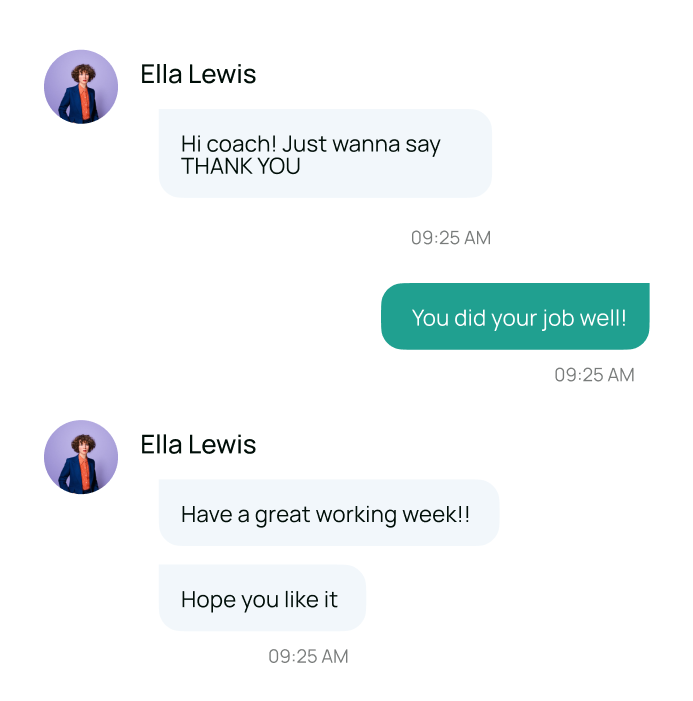 Ella Lewis
Hi coach! Just wanna say
THANK YOU
09:25 AM
You did your job well!
09:25 AM
Ella Lewis
Have a great working week!!
Hope you like it
09:25 AM